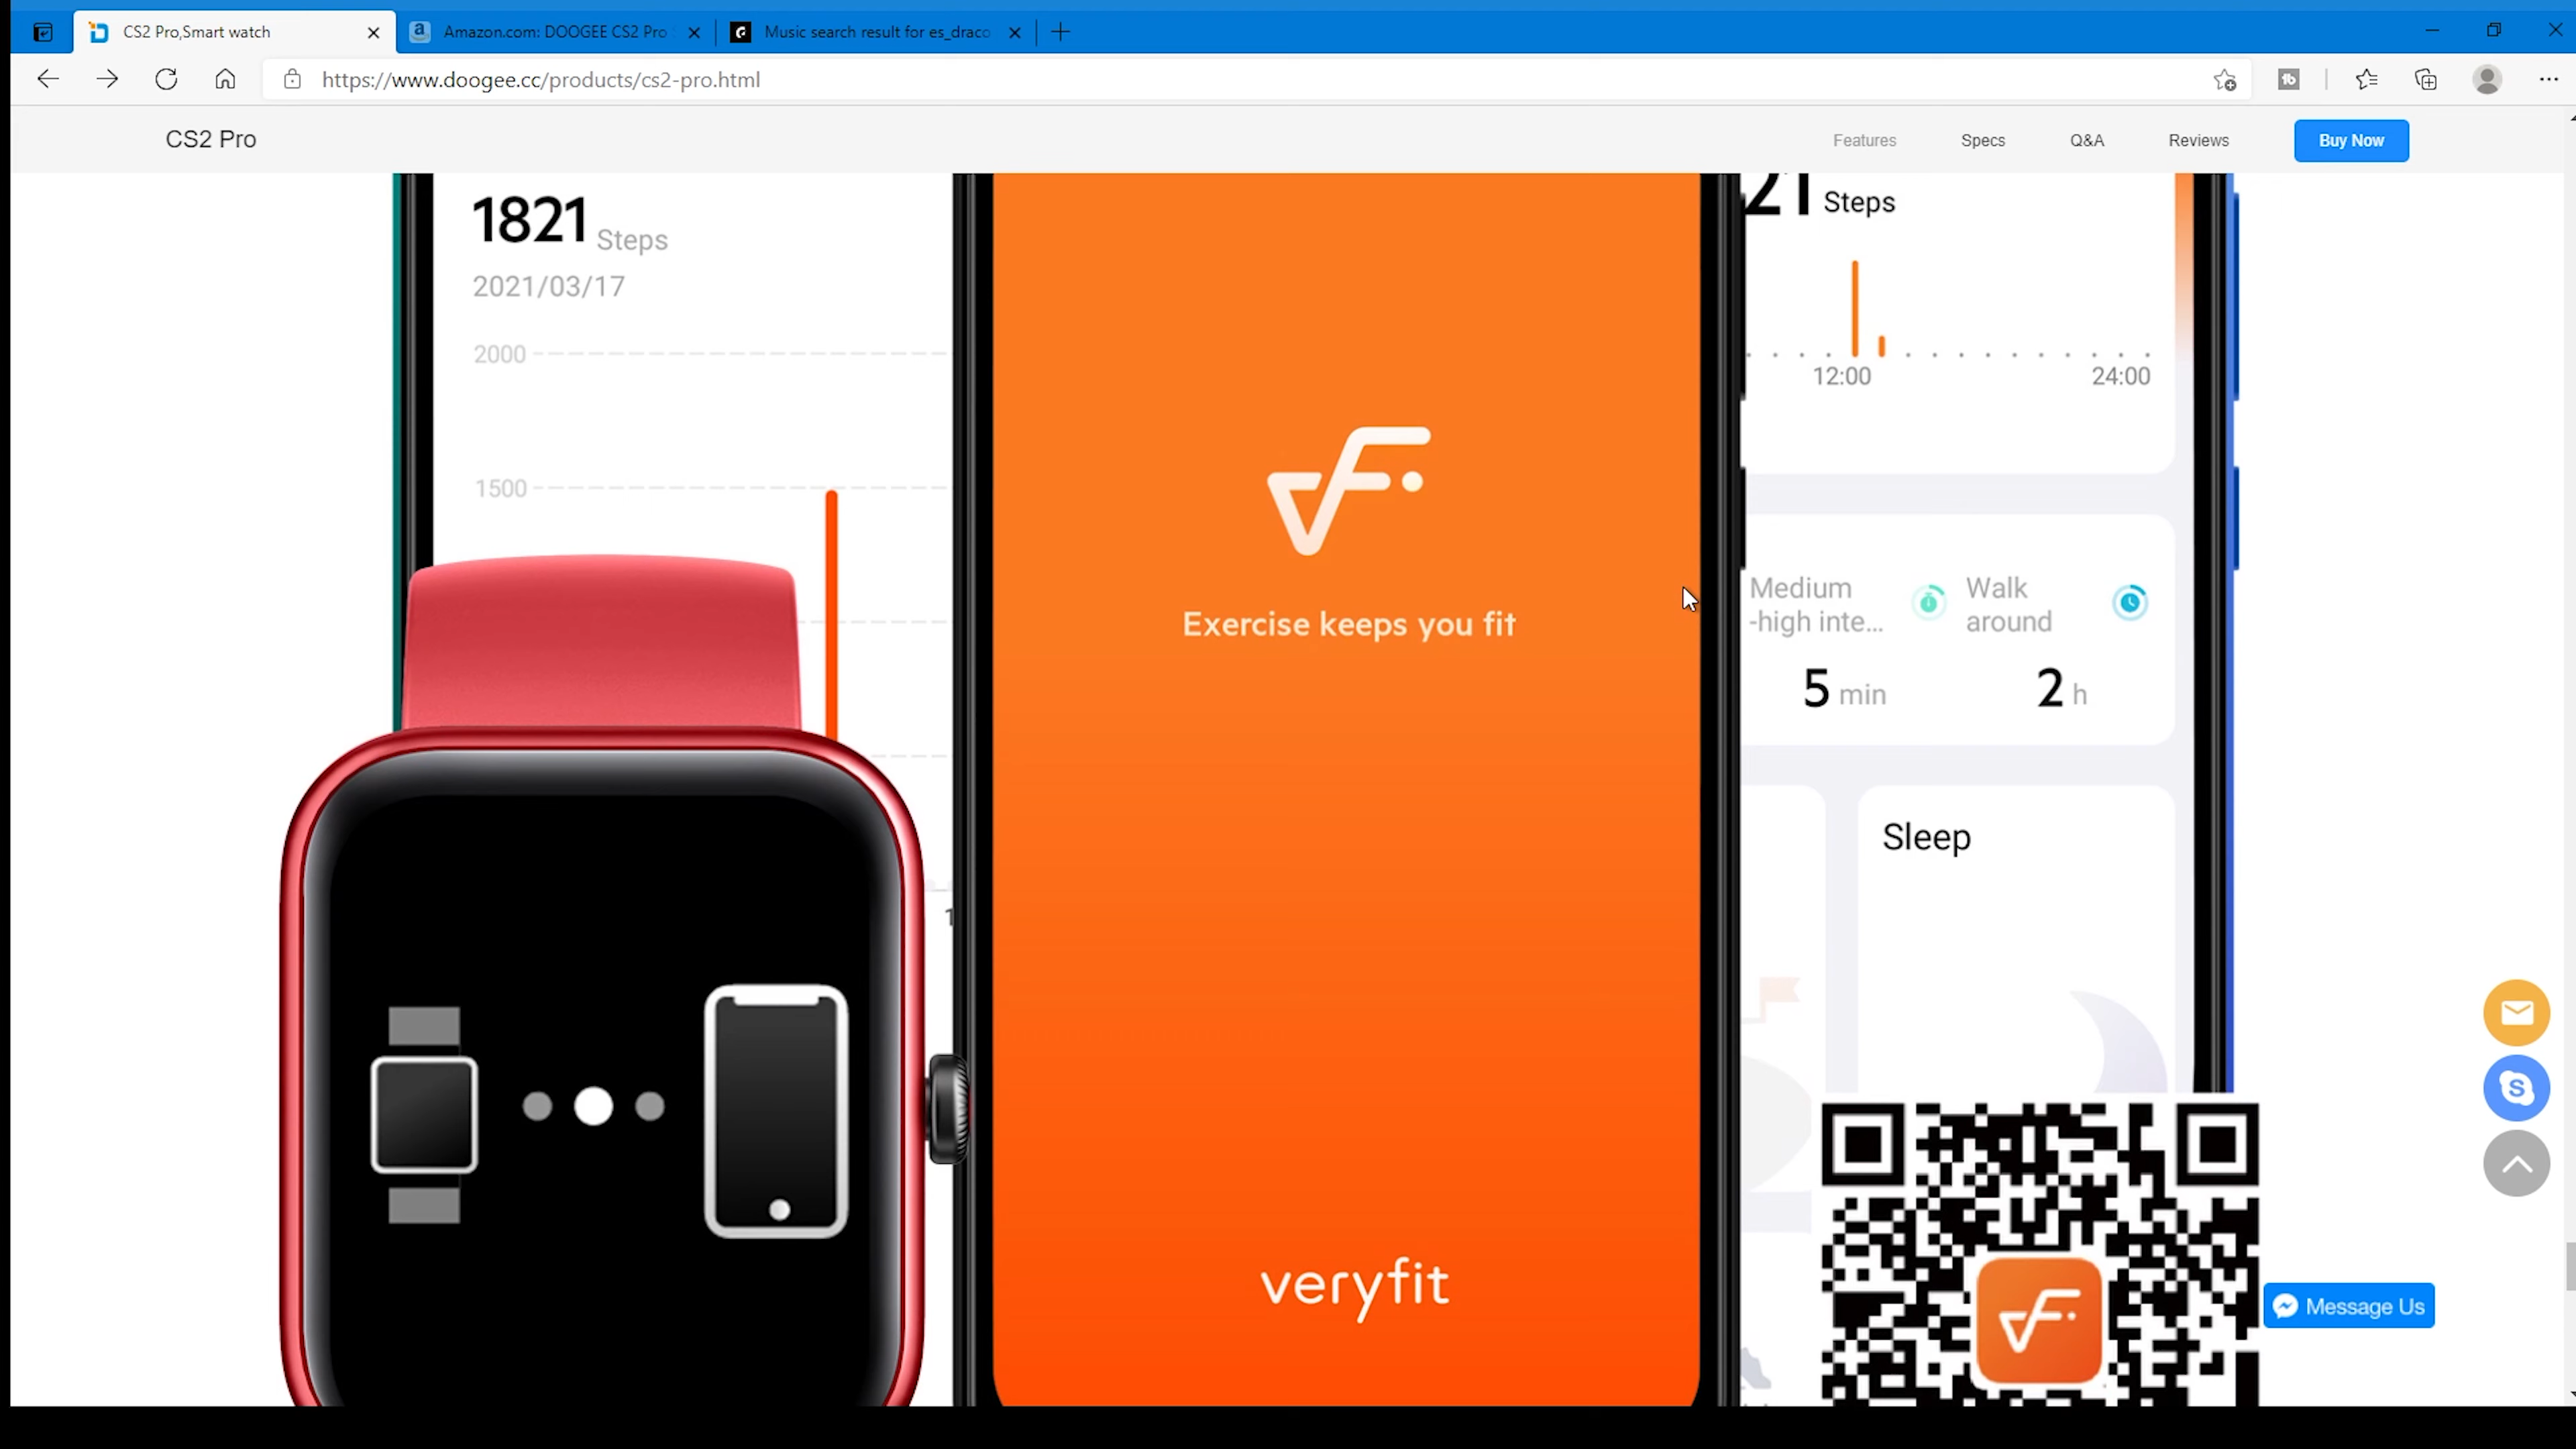 CS2 Pro,Smart watch
Amazon.com: DOOGEE CS2 Pro
Music search result for es_draco
https://www.doogee.cc/products/cs2-pro.html
CS2 Pro
Features
Specs
Q&A
Reviews
Buy Now
1821 Steps
2021/03/17
2000
1500
Exercise keeps you fit
veryfit
21 Steps
12:00
24:00
Medium
-high inte...
5 min
Walk
around
2 h
Sleep
Message Us